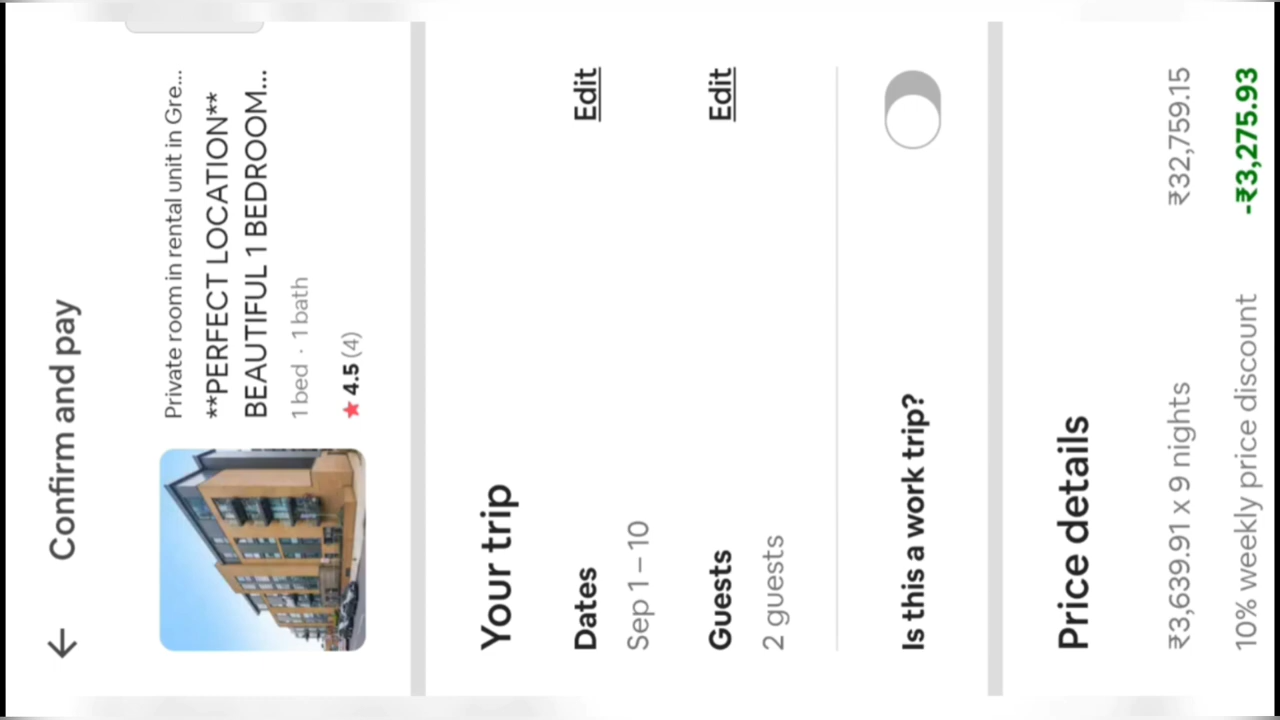 Confirm and pay
Private room in rental unit in Gre...
**PERFECT LOCATION**
BEAUTIFUL 1 BEDROOM...
1 bed · 1 bath
★ 4.5 (4)
Your trip
Dates Edit
Sep 1 – 10
Guests Edit
2 guests
Is this a work trip?
Price details
₹3,639.91 x 9 nights ₹32,759.15
10% weekly price discount -₹3,275.93